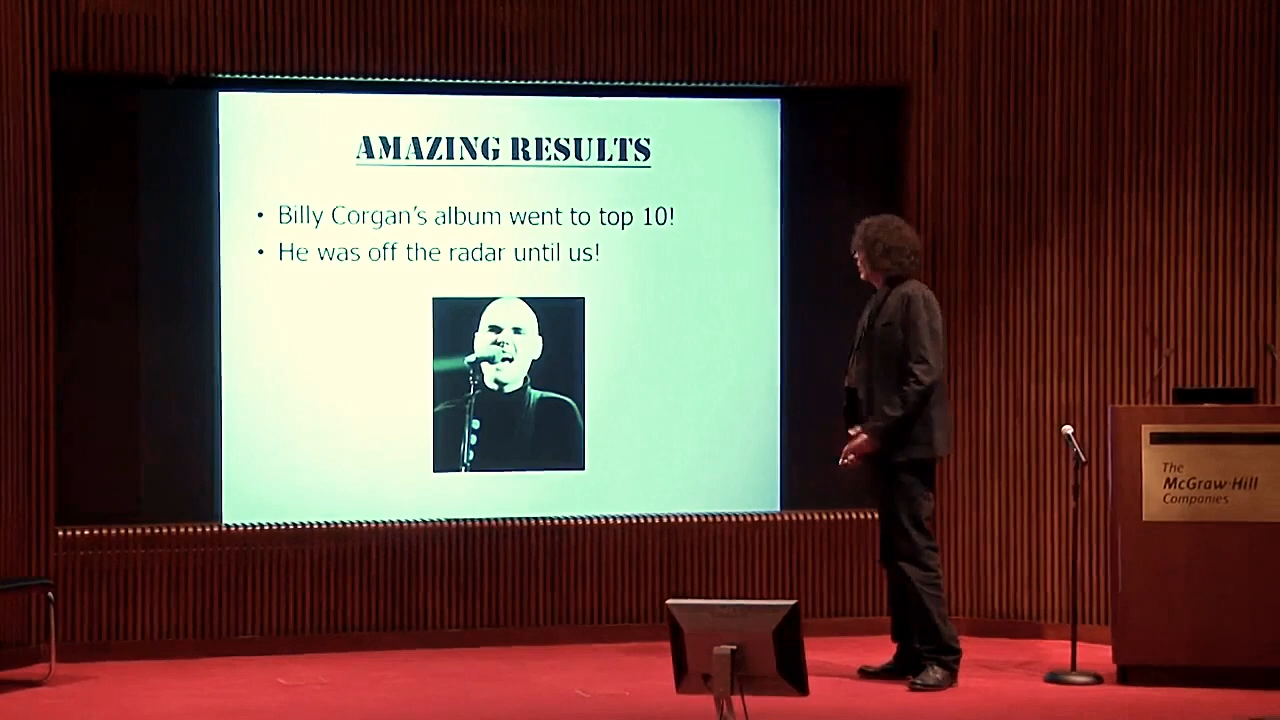 AMAZING RESULTS
• Billy Corgan's album went to top 10!
• He was off the radar until us!
The
McGraw·Hill
Companies